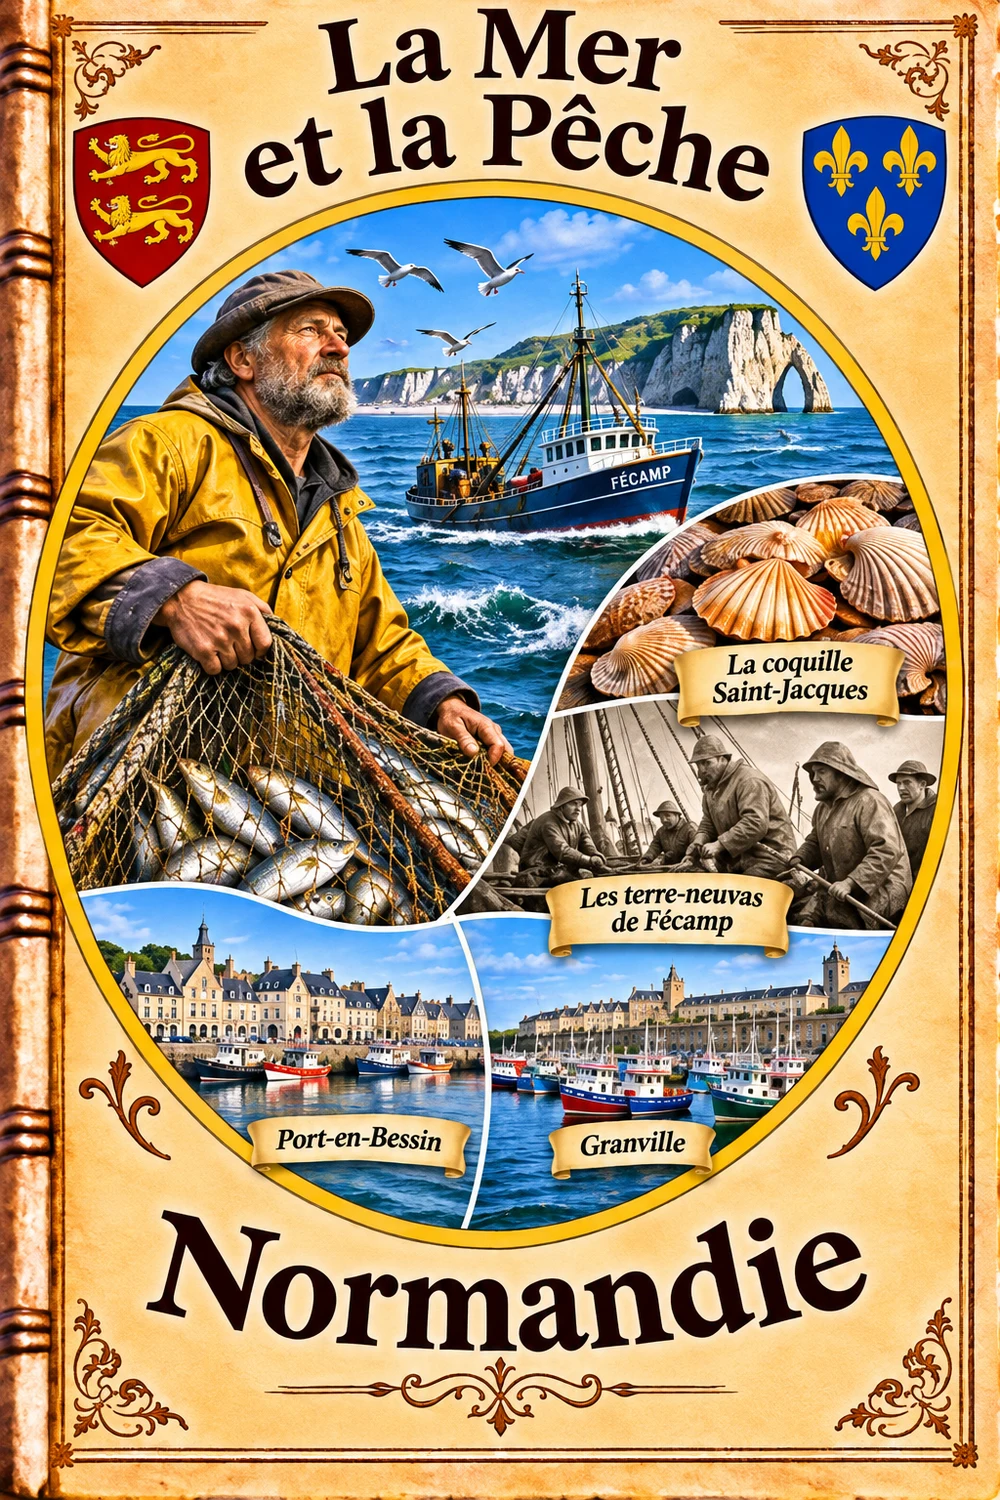 La Mer
et la Pêche
FÉCAMP
La coquille
Saint-Jacques
Les terre-neuvas
de Fécamp
Port-en-Bessin
Granville
Normandie